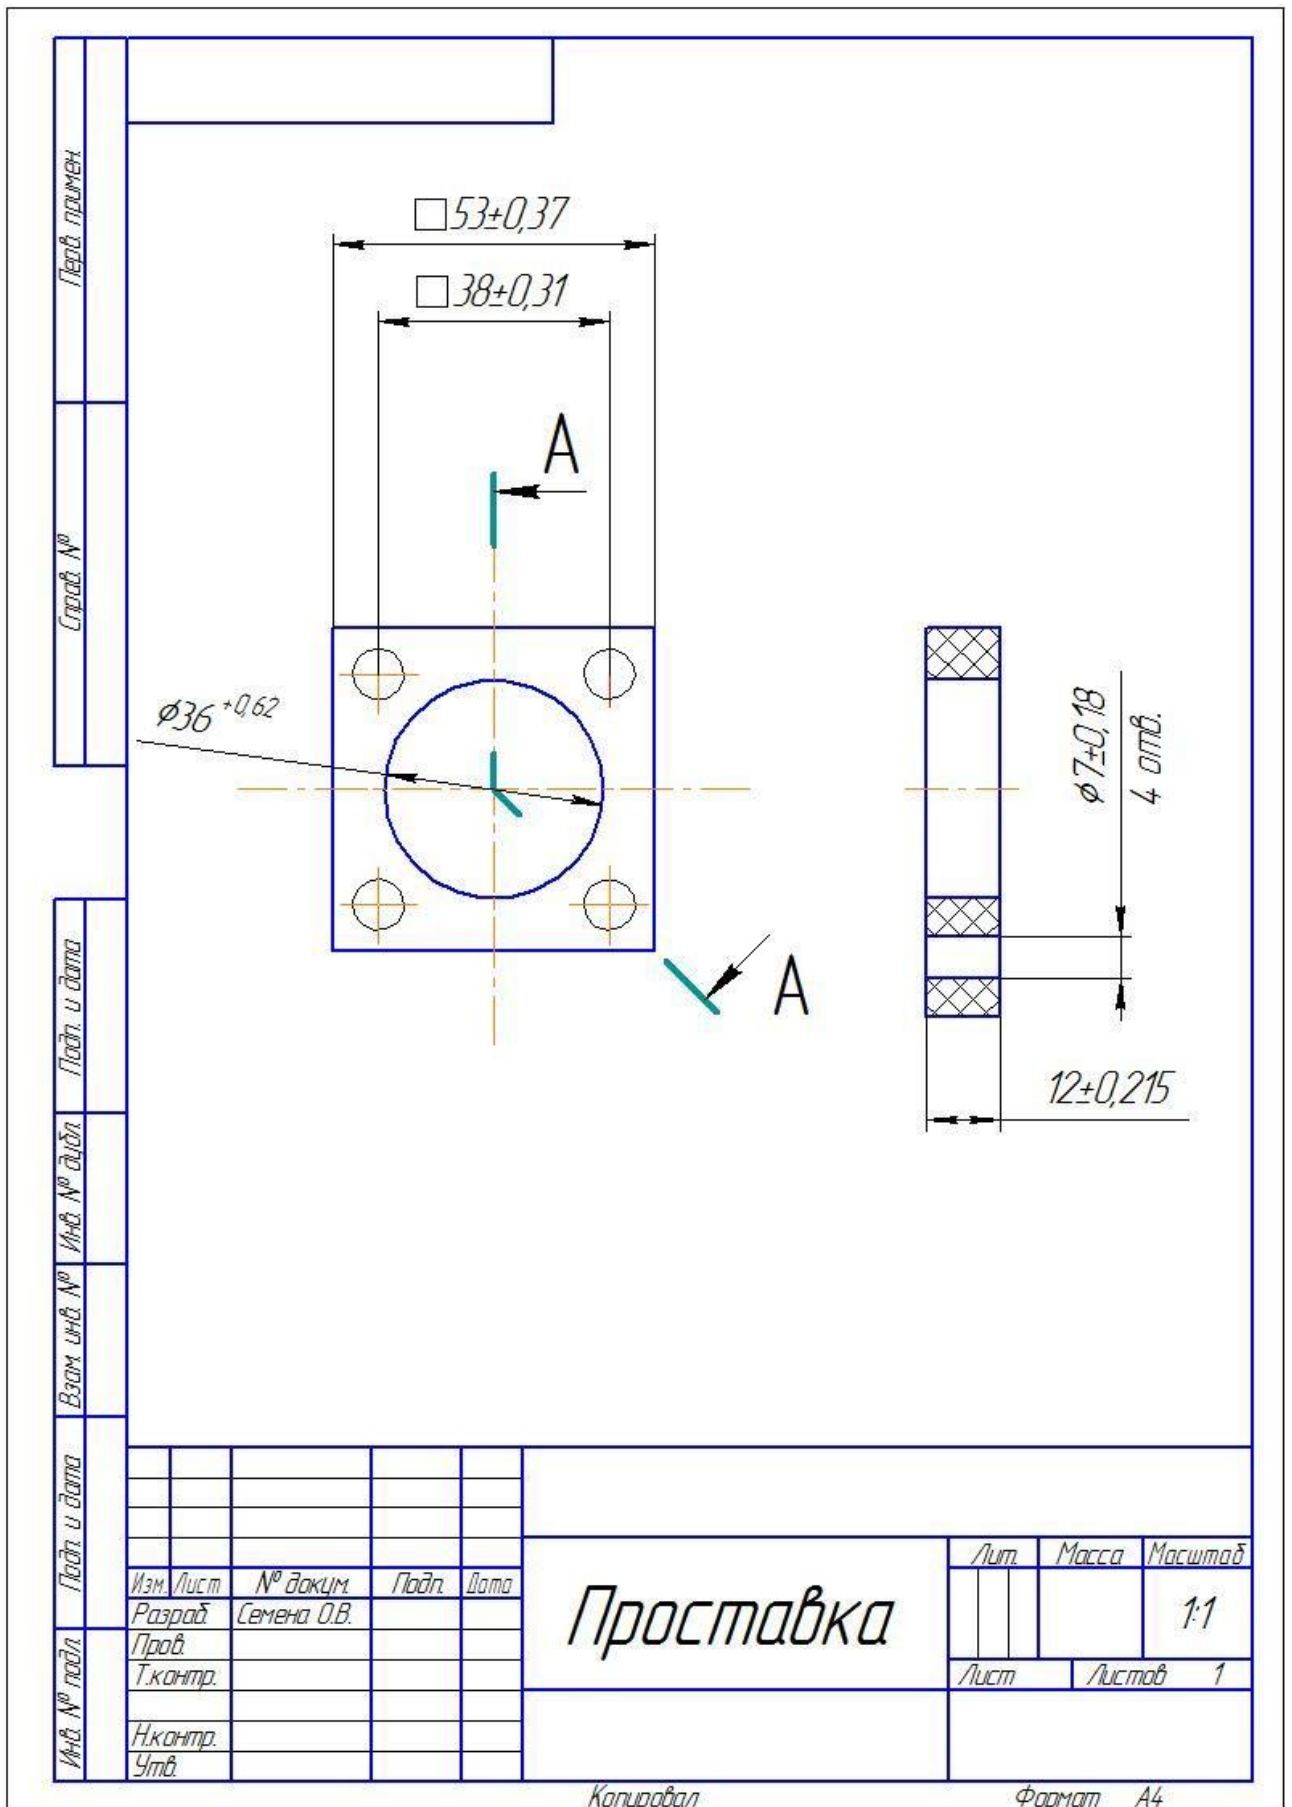 Перв. примен.
Справ. №
Подп. и дата
Инв. № дубл.
Взам. инв. №
Подп. и дата
Инв. № подл.
□53±0,37
□38±0,31
А
⌀36 +0,62
⌀7±0,18
4 отв.
А
12±0,215
Изм. Лист № докум. Подп. Дата
Разраб. Семена О.В.
Пров.
Т.контр.
Н.контр.
Утв.
Проставка
Лит. Масса Масштаб
1:1
Лист Листов 1
Копировал Формат А4